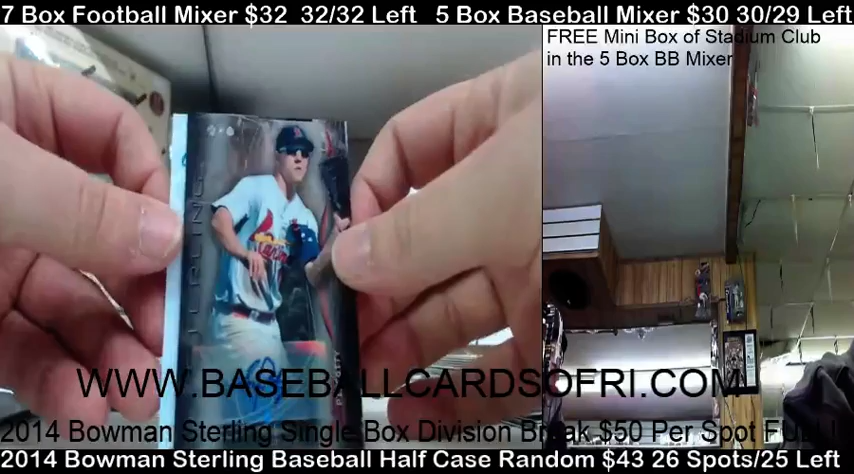 7 Box Football Mixer $32 32/32 Left 5 Box Baseball Mixer $30 30/29 Left
FREE Mini Box of Stadium Club
in the 5 Box BB Mixer
WWW.BASEBALLCARDSOFRI.COM
2014 Bowman Sterling Single Box Division Break $50 Per Spot
2014 Bowman Sterling Baseball Half Case Random $43 26 Spots/25 Left